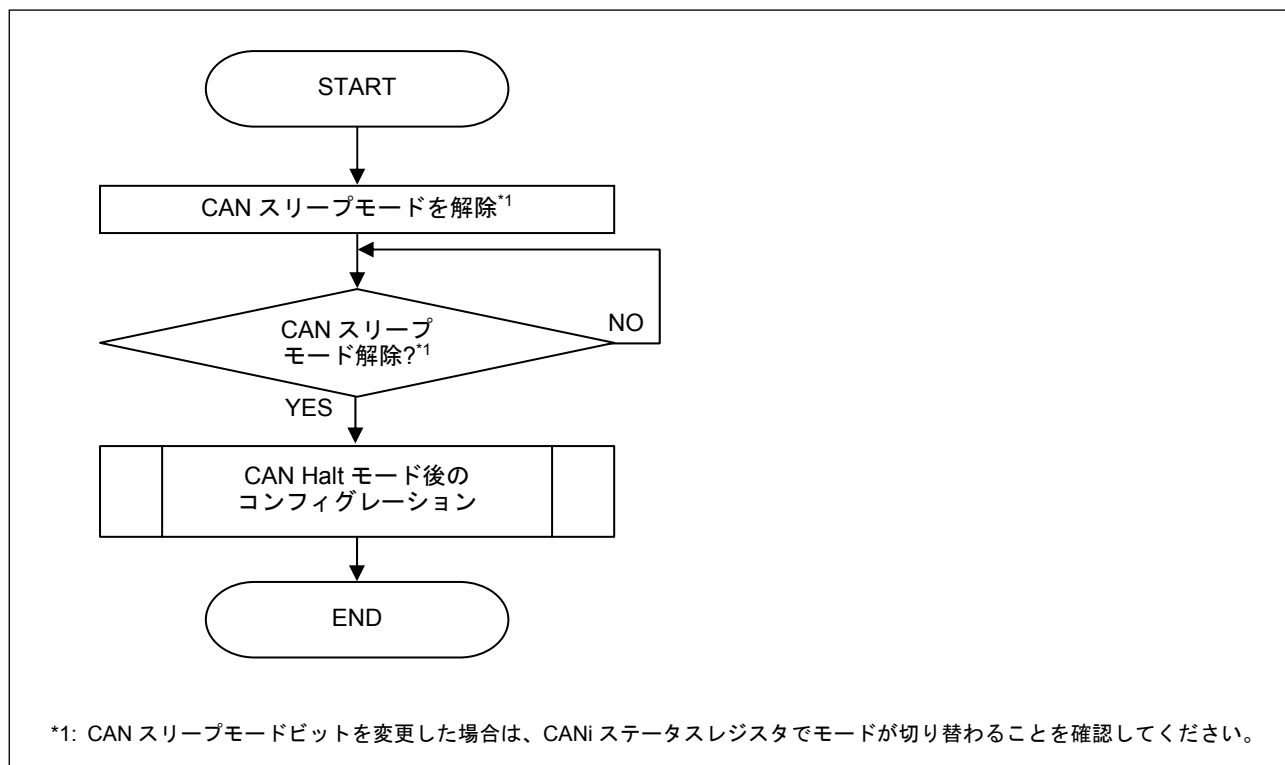 START
CAN スリープモードを解除*1
CAN スリープ
モード解除?*1
NO
YES
CAN Halt モード後の
コンフィグレーション
END
*1: CAN スリープモードビットを変更した場合は、CANi ステータスレジスタでモードが切り替わることを確認してください。